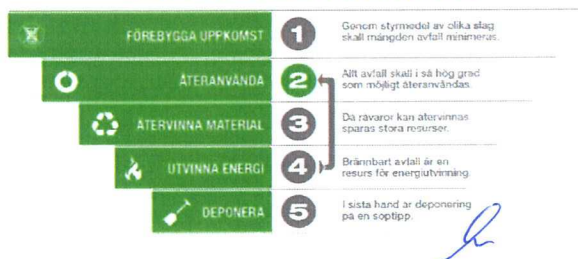 FÖREBYGGA UPPKOMST
1
Genom styrmedel av olika slag
skall mängden avfall minimeras.
ÅTERANVÄNDA
2
Allt avfall skall i så hög grad
som möjligt återanvändas.
ÅTERVINNA MATERIAL
3
Då råvaror kan återvinnas
sparas stora resurser.
UTVINNA ENERGI
4
Brännbart avfall är en
resurs för energiutvinning.
DEPONERA
5
I sista hand är deponering
på en soptipp.